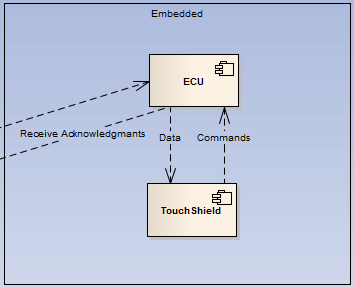 Embedded
ECU
Receive Acknowledgmants
Data
Commands
TouchShield